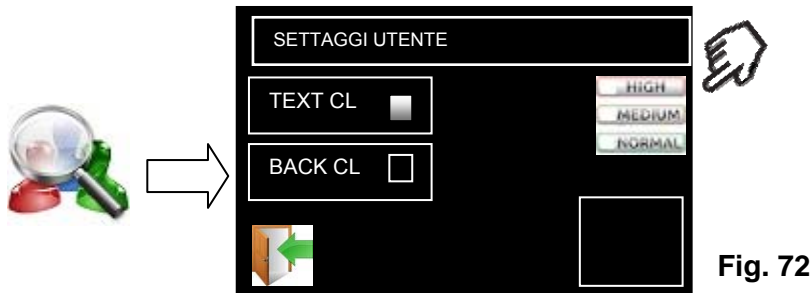 SETTAGGI UTENTE
TEXT CL
HIGH
MEDIUM
BACK CL
NORMAL
Fig. 72